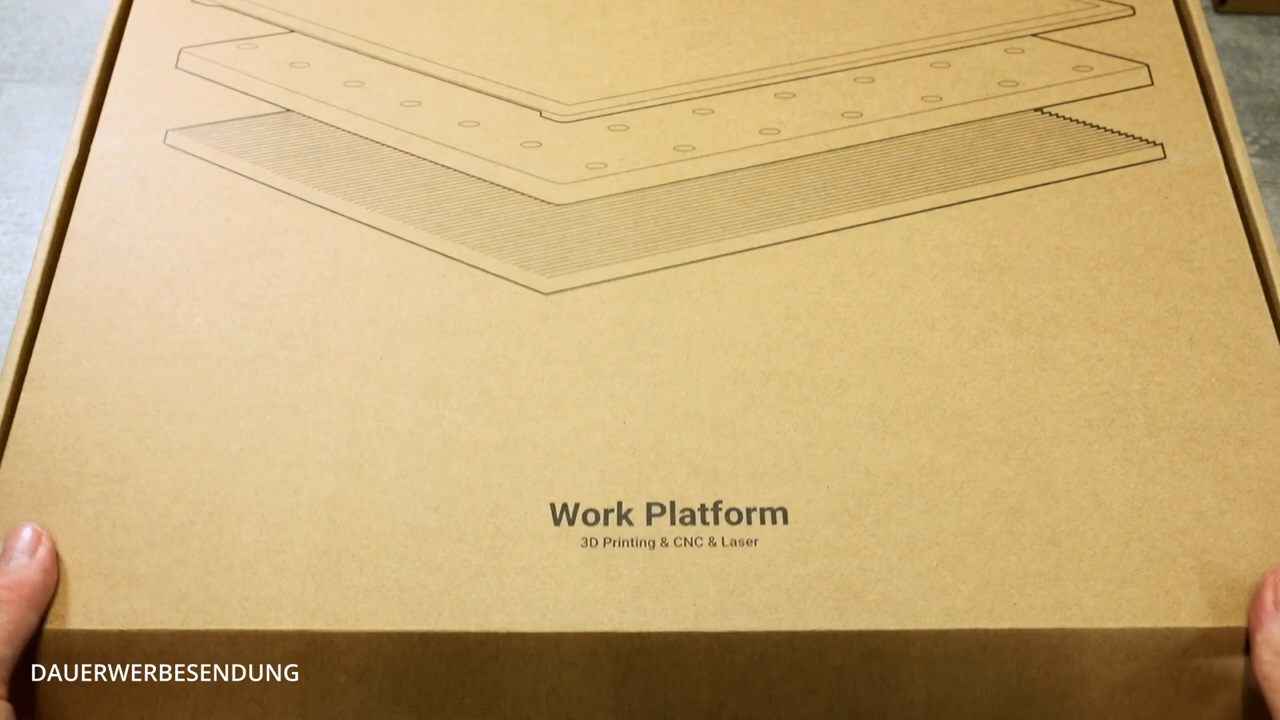 Work Platform
3D Printing & CNC & Laser
DAUERWERBESENDUNG